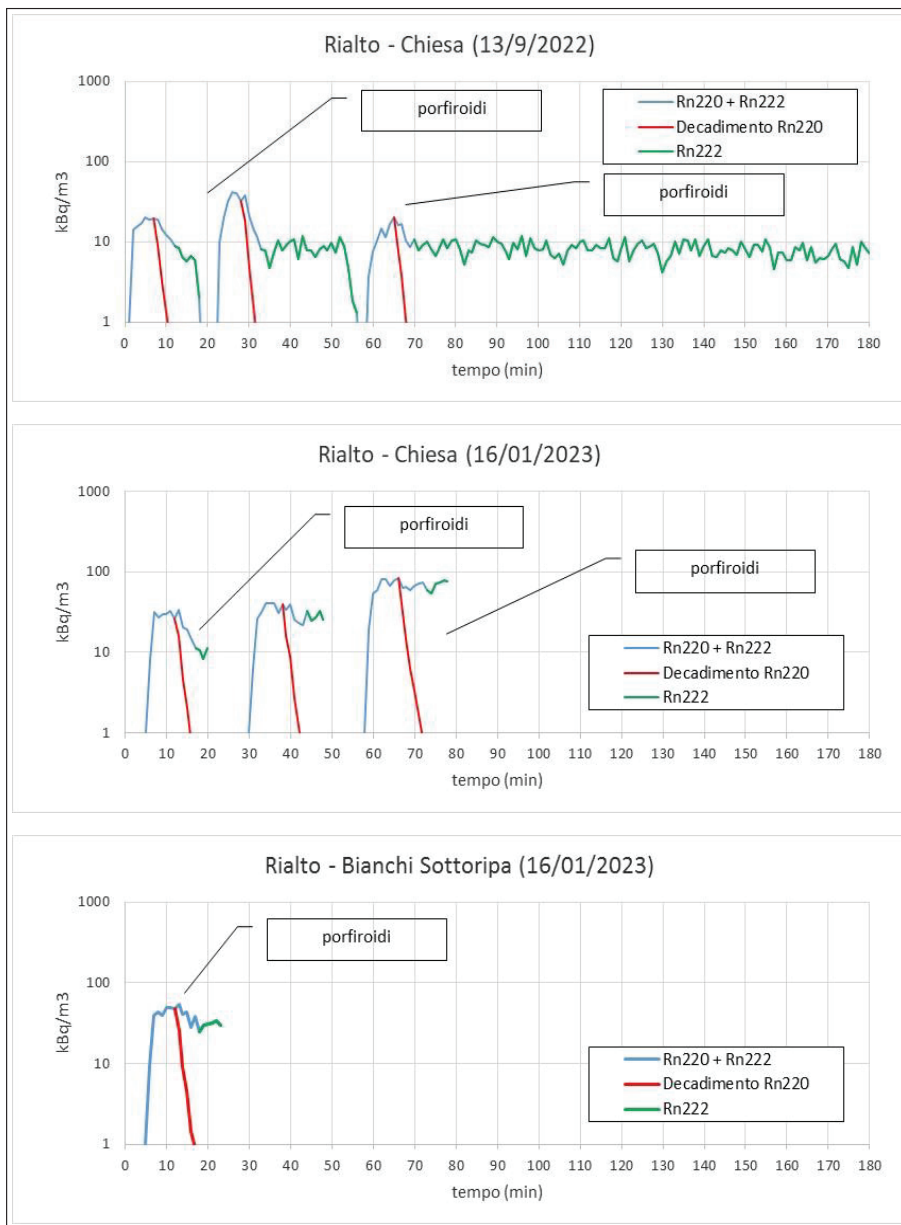 Rialto - Chiesa (13/9/2022)
kBq/m3
1000
100
10
1
porfiroidi
porfiroidi
Rn220 + Rn222
Decadimento Rn220
Rn222
0 10 20 30 40 50 60 70 80 90 100 110 120 130 140 150 160 170 180
tempo (min)
Rialto - Chiesa (16/01/2023)
kBq/m3
1000
100
10
1
porfiroidi
porfiroidi
Rn220 + Rn222
Decadimento Rn220
Rn222
0 10 20 30 40 50 60 70 80 90 100 110 120 130 140 150 160 170 180
tempo (min)
Rialto - Bianchi Sottoripa (16/01/2023)
kBq/m3
1000
100
10
1
porfiroidi
Rn220 + Rn222
Decadimento Rn220
Rn222
0 10 20 30 40 50 60 70 80 90 100 110 120 130 140 150 160 170 180
tempo (min)